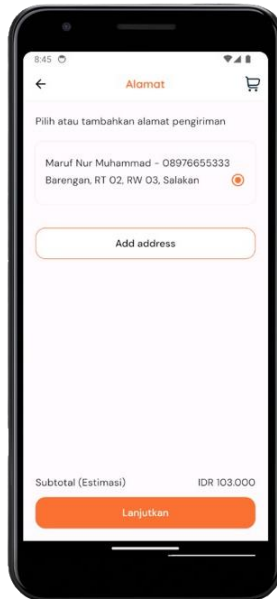 8:45
Alamat
Pilih atau tambahkan alamat pengiriman
Maruf Nur Muhammad - 08976655333
Barengan, RT 02, RW 03, Salakan
Add address
Subtotal (Estimasi) IDR 103.000
Lanjutkan